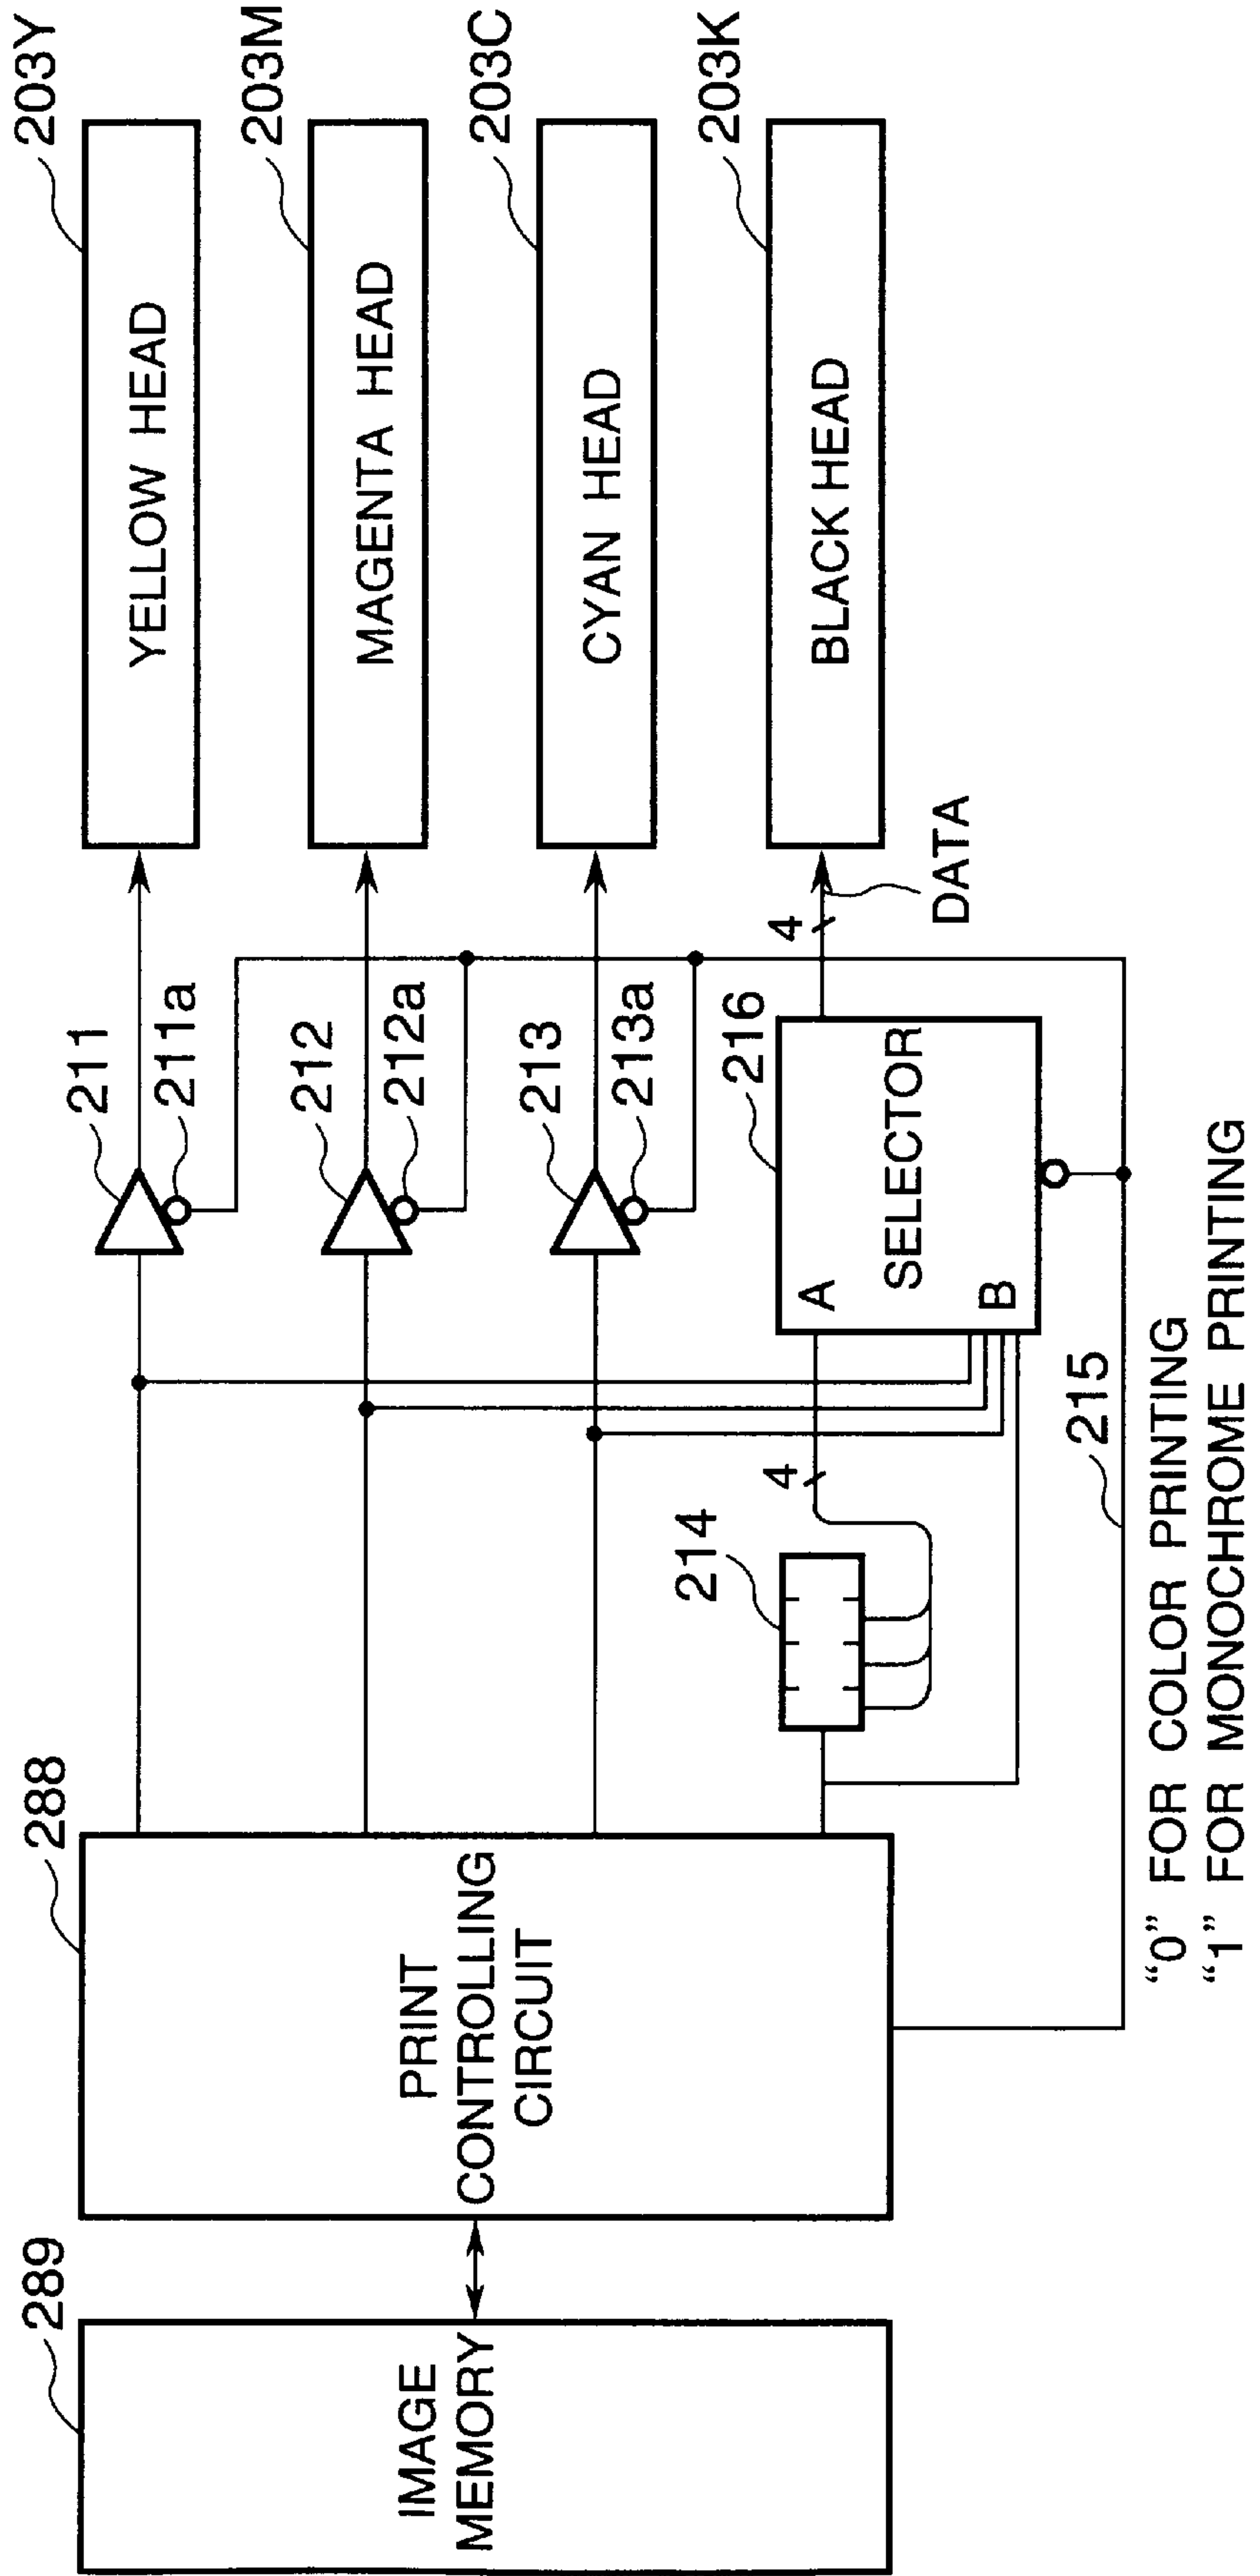 289
IMAGE
MEMORY
288
PRINT
CONTROLLING
CIRCUIT
211
211a
212
212a
213
213a
214
4
A
B
SELECTOR
216
4
DATA
215
203Y
YELLOW HEAD
203M
MAGENTA HEAD
203C
CYAN HEAD
203K
BLACK HEAD
“0” FOR COLOR PRINTING
“1” FOR MONOCHROME PRINTING